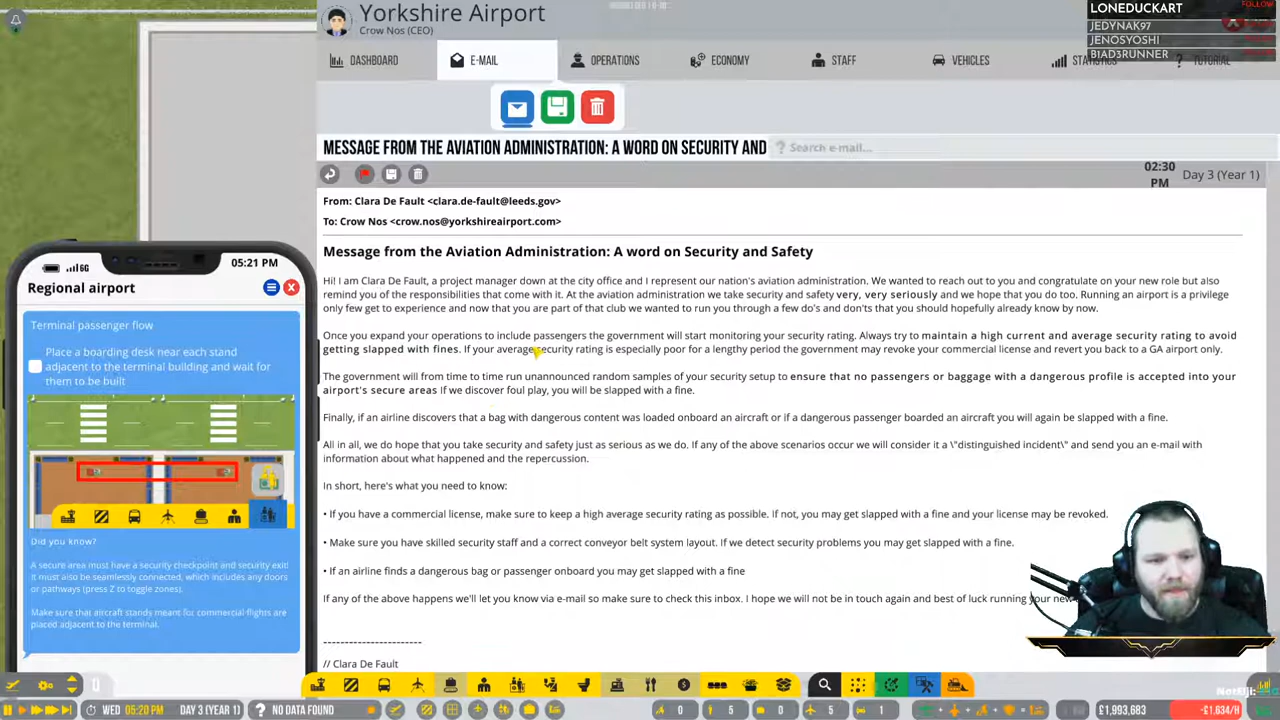 Yorkshire Airport
Crow Nos (CEO)
LONEDUCKART
JEDYNAK97
JENOSYOSHI
B1AD3RUNNER
FOLLOW
DASHBOARD
E-MAIL
OPERATIONS
ECONOMY
STAFF
VEHICLES
MESSAGE FROM THE AVIATION ADMINISTRATION: A WORD ON SECURITY AND
Search e-mail...
02:30 PM Day 3 (Year 1)
From: Clara De Fault <clara.de-fault@leeds.gov>
To: Crow Nos <crow.nos@yorkshireairport.com>
Message from the Aviation Administration: A word on Security and Safety
Hi! I am Clara De Fault, a project manager down at the city office and I represent our nation's aviation administration. We wanted to reach out to you and congratulate on your new role but also
remind you of the responsibilities that come with it. At the aviation administration we take security and safety very, very seriously and we hope that you do too. Running an airport is a privilege
only few get to experience and now that you are part of that club we wanted to run you through a few do's and don'ts that you should hopefully already know by now.
Once you expand your operations to include passengers the government will start monitoring your security rating. Always try to maintain a high current and average security rating to avoid
getting slapped with fines. If your average security rating is especially poor for a lengthy period the government may revoke your commercial license and revert you back to a GA airport only.
The government will from time to time run unannounced random samples of your security setup to ensure that no passengers or baggage with a dangerous profile is accepted into your
airport's secure areas If we discover foul play, you will be slapped with a fine.
Finally, if an airline discovers that a bag with dangerous content was loaded onboard an aircraft or if a dangerous passenger boarded an aircraft you will again be slapped with a fine.
All in all, we do hope that you take security and safety just as serious as we do. If any of the above scenarios occur we will consider it a \"distinguished incident\" and send you an e-mail with
information about what happened and the repercussion.
In short, here's what you need to know:
• If you have a commercial license, make sure to keep a high average security rating as possible. If not, you may get slapped with a fine and your license may be revoked.
• Make sure you have skilled security staff and a correct conveyor belt system layout. If we detect security problems you may get slapped with a fine.
• If an airline finds a dangerous bag or passenger onboard you may get slapped with a fine
If any of the above happens we'll let you know via e-mail so make sure to check this inbox. I hope we will not be in touch again and best of luck running your new
-----------------------
// Clara De Fault
6G
05:21 PM
Regional airport
Terminal passenger flow
Place a boarding desk near each stand
adjacent to the terminal building and wait for
them to be built
Did you know?
A secure area must have a security checkpoint and security exit!
It must also be seamlessly connected, which includes any doors
or pathways (press Z to toggle zones).
Make sure that aircraft stands meant for commercial flights are
placed adjacent to the terminal.
WED 05:20 PM DAY 3 (YEAR 1) ? NO DATA FOUND
0 5 0 5 1 £1,993,683 -£1.634/H